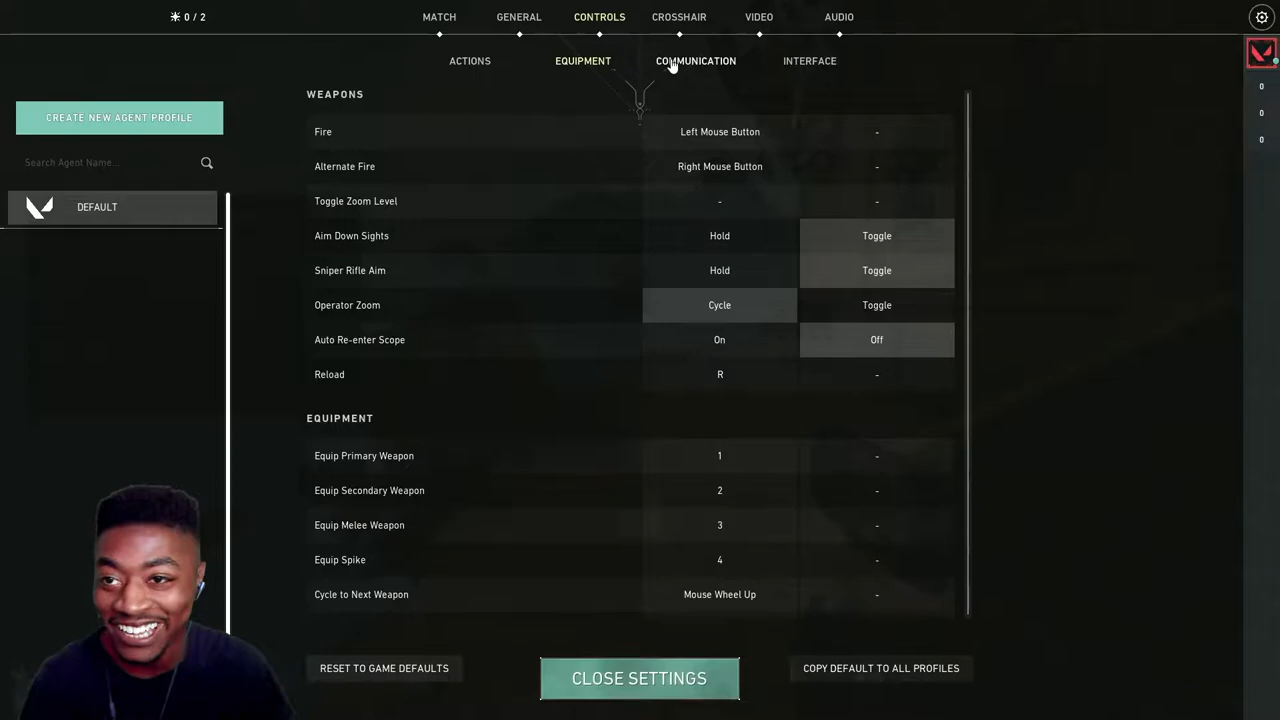 0 / 2
MATCH GENERAL CONTROLS CROSSHAIR VIDEO AUDIO
ACTIONS EQUIPMENT COMMUNICATION INTERFACE
CREATE NEW AGENT PROFILE
Search Agent Name...
DEFAULT
WEAPONS
Fire Left Mouse Button -
Alternate Fire Right Mouse Button -
Toggle Zoom Level - -
Aim Down Sights Hold Toggle
Sniper Rifle Aim Hold Toggle
Operator Zoom Cycle Toggle
Auto Re-enter Scope On Off
Reload R -
EQUIPMENT
Equip Primary Weapon 1 -
Equip Secondary Weapon 2 -
Equip Melee Weapon 3 -
Equip Spike 4 -
Cycle to Next Weapon Mouse Wheel Up -
RESET TO GAME DEFAULTS CLOSE SETTINGS COPY DEFAULT TO ALL PROFILES
0
0
0